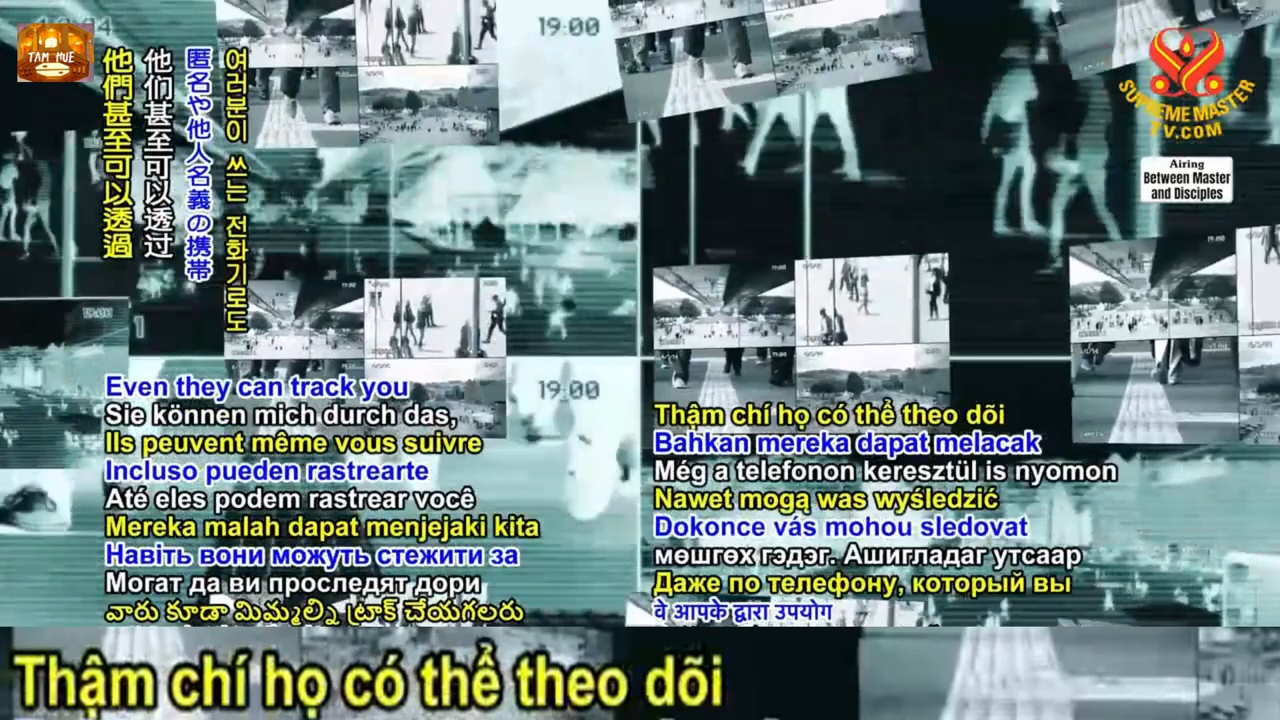 TAM HUE
他們甚至可以透過
他们甚至可以透过
匿名や他人名義の携帯
여러분이 쓰는 전화기로도
19:00
SUPREME MASTER
TV.COM
Airing
Between Master
and Disciples
19:00
Even they can track you
Sie können mich durch das,
Ils peuvent même vous suivre
Incluso pueden rastrearte
Até eles podem rastrear você
Mereka malah dapat menjejaki kita
Навіть вони можуть стежити за
Могат да ви проследят дори
వారు కూడా మిమ్మల్ని ట్రాక్ చేయగలరు
Thậm chí họ có thể theo dõi
Bahkan mereka dapat melacak
Még a telefonon keresztül is nyomon
Nawet mogą was wyśledzić
Dokonce vás mohou sledovat
мөшгөх гэдэг. Ашигладаг утсаар
Даже по телефону, который вы
वे आपके द्वारा उपयोग
Thậm chí họ có thể theo dõi